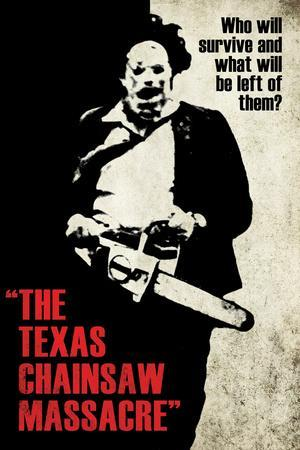 Who will
survive and
what will
be left of
them?
"THE
TEXAS
CHAINSAW
MASSACRE"